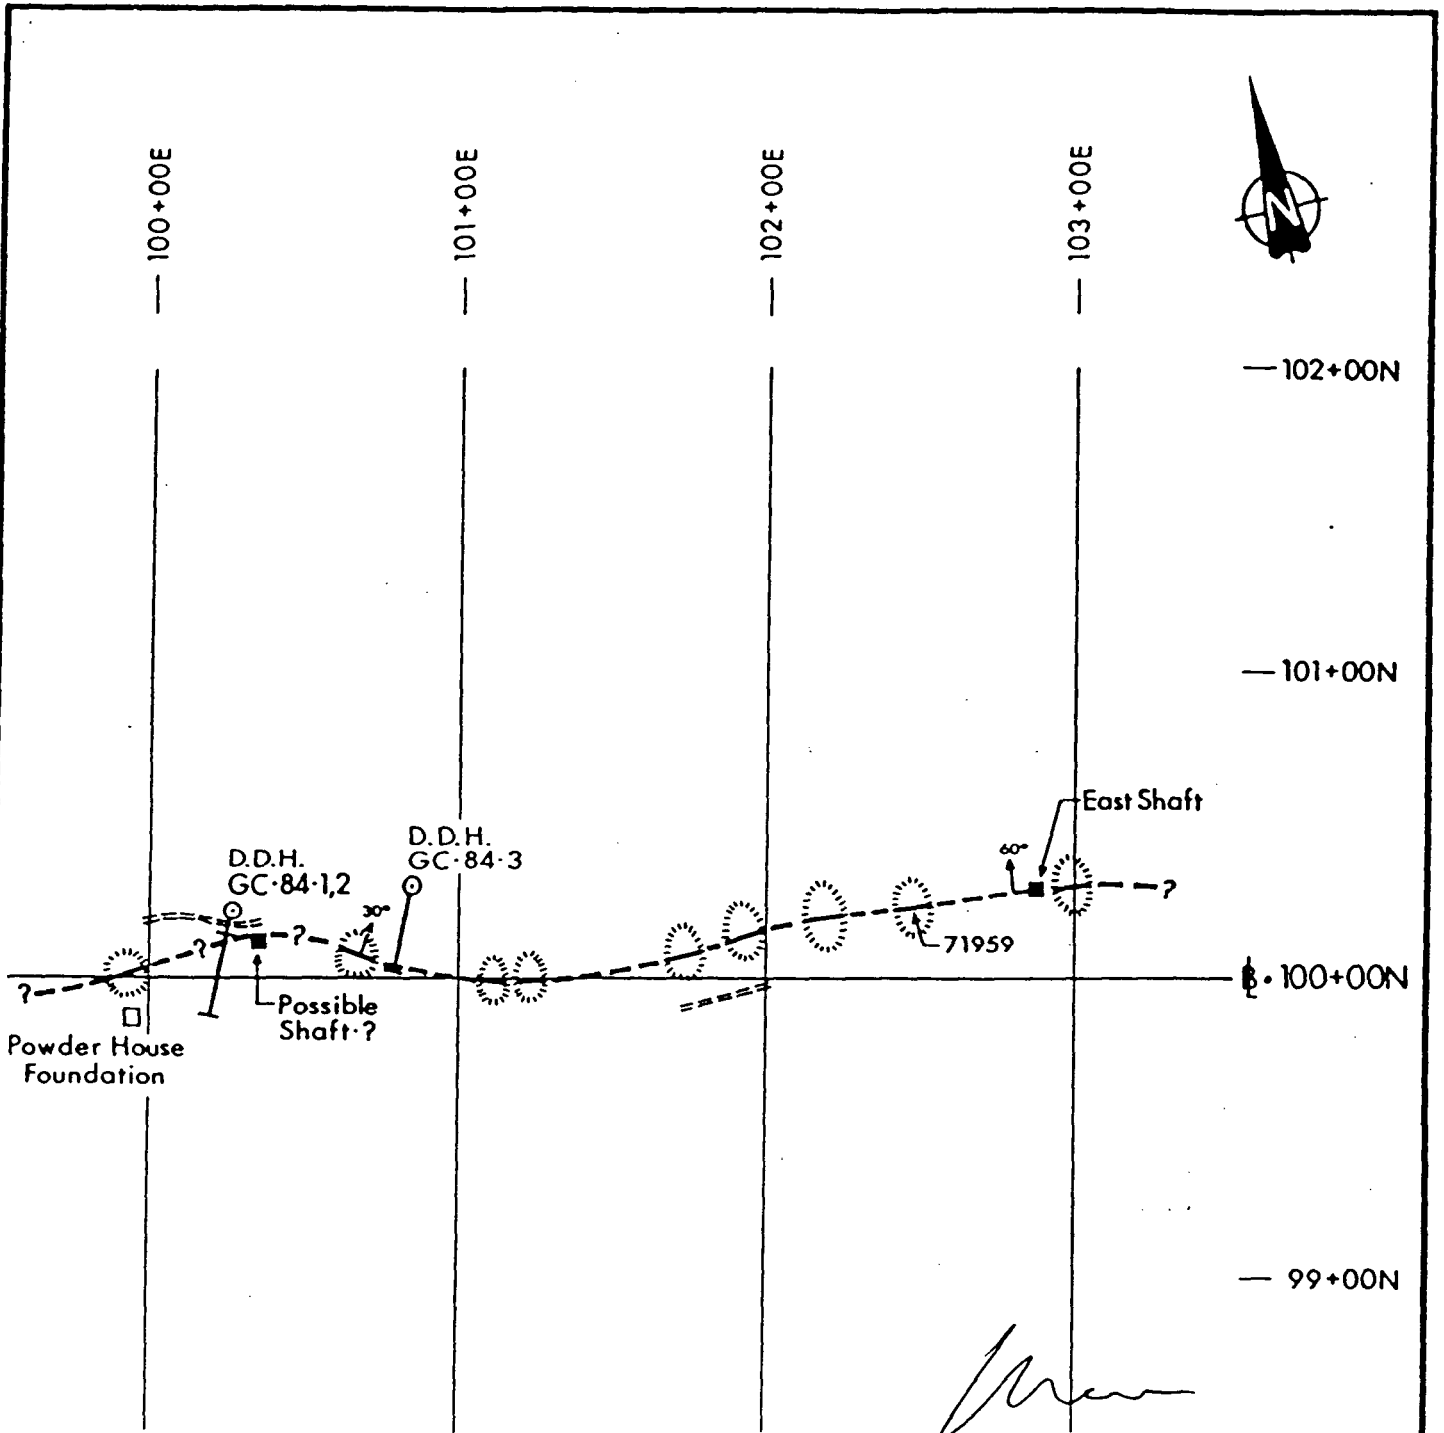 100+00E
101+00E
102+00E
103+00E
N
102+00N
101+00N
East Shaft
60°
D.D.H.
GC·84·3
D.D.H.
GC·84·1,2
30°
?
?
?
71959
100+00N
?
Possible
Shaft·?
Powder House
Foundation
99+00N